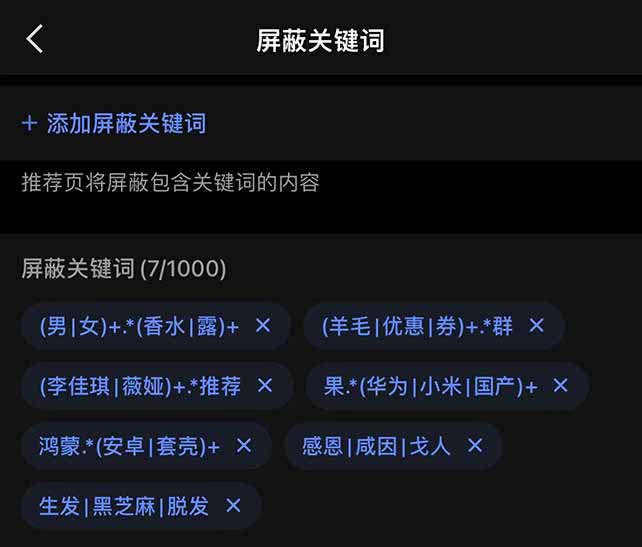 屏蔽关键词
+ 添加屏蔽关键词
推荐页将屏蔽包含关键词的内容
屏蔽关键词 (7/1000)
(男|女)+.*(香水|露)+ × (羊毛|优惠|券)+.*群 ×
(李佳琪|薇娅)+.*推荐 × 果.*(华为|小米|国产)+ ×
鸿蒙.*(安卓|套壳)+ × 感恩|咸因|戈人 ×
生发|黑芝麻|脱发 ×